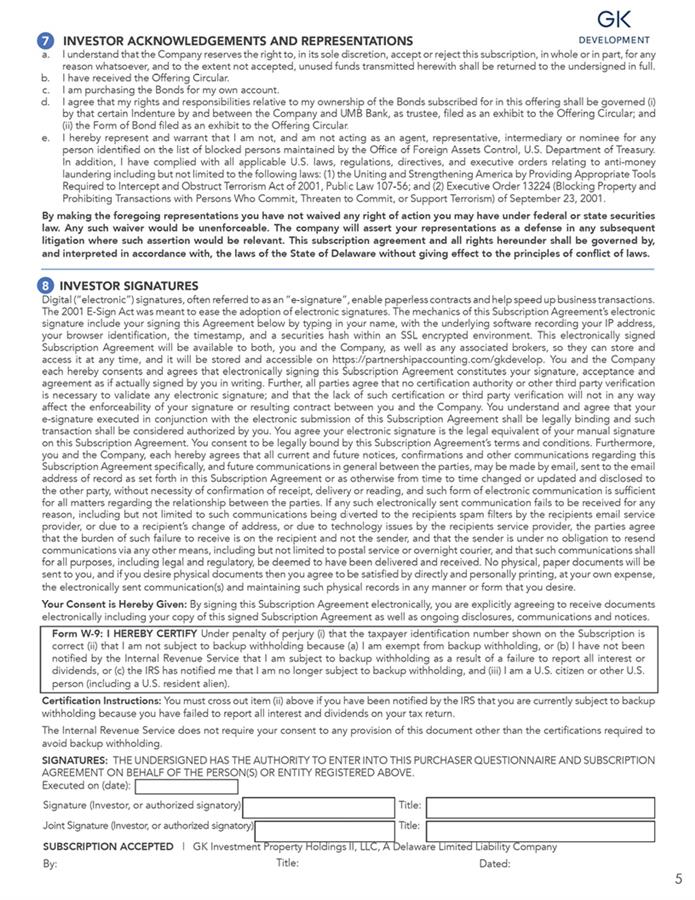 GK
DEVELOPMENT
7 INVESTOR ACKNOWLEDGEMENTS AND REPRESENTATIONS
a. I understand that the Company reserves the right to, in its sole discretion, accept or reject this subscription, in whole or in part, for any
reason whatsoever, and to the extent not accepted, unused funds transmitted herewith shall be returned to the undersigned in full.
b. I have received the Offering Circular.
c. I am purchasing the Bonds for my own account.
d. I agree that my rights and responsibilities relative to my ownership of the Bonds subscribed for in this offering shall be governed (i)
by that certain Indenture by and between the Company and UMB Bank, as trustee, filed as an exhibit to the Offering Circular; and
(ii) the Form of Bond filed as an exhibit to the Offering Circular.
e. I hereby represent and warrant that I am not, and am not acting as an agent, representative, intermediary or nominee for any
person identified on the list of blocked persons maintained by the Office of Foreign Assets Control, U.S. Department of Treasury.
In addition, I have complied with all applicable U.S. laws, regulations, directives, and executive orders relating to anti-money
laundering including but not limited to the following laws: (1) the Uniting and Strengthening America by Providing Appropriate Tools
Required to Intercept and Obstruct Terrorism Act of 2001, Public Law 107-56; and (2) Executive Order 13224 (Blocking Property and
Prohibiting Transactions with Persons Who Commit, Threaten to Commit, or Support Terrorism) of September 23, 2001.
By making the foregoing representations you have not waived any right of action you may have under federal or state securities
law. Any such waiver would be unenforceable. The company will assert your representations as a defense in any subsequent
litigation where such assertion would be relevant. This subscription agreement and all rights hereunder shall be governed by,
and interpreted in accordance with, the laws of the State of Delaware without giving effect to the principles of conflict of laws.
8 INVESTOR SIGNATURES
Digital ("electronic") signatures, often referred to as an "e-signature", enable paperless contracts and help speed up business transactions.
The 2001 E-Sign Act was meant to ease the adoption of electronic signatures. The mechanics of this Subscription Agreement's electronic
signature include your signing this Agreement below by typing in your name, with the underlying software recording your IP address,
your browser identification, the timestamp, and a securities hash within an SSL encrypted environment. This electronically signed
Subscription Agreement will be available to both, you and the Company, as well as any associated brokers, so they can store and
access it at any time, and it will be stored and accessible on https://partnershipaccounting.com/gkdevelop. You and the Company
each hereby consents and agrees that electronically signing this Subscription Agreement constitutes your signature, acceptance and
agreement as if actually signed by you in writing. Further, all parties agree that no certification authority or other third party verification
is necessary to validate any electronic signature; and that the lack of such certification or third party verification will not in any way
affect the enforceability of your signature or resulting contract between you and the Company. You understand and agree that your
e-signature executed in conjunction with the electronic submission of this Subscription Agreement shall be legally binding and such
transaction shall be considered authorized by you. You agree your electronic signature is the legal equivalent of your manual signature
on this Subscription Agreement. You consent to be legally bound by this Subscription Agreement's terms and conditions. Furthermore,
you and the Company, each hereby agrees that all current and future notices, confirmations and other communications regarding this
Subscription Agreement specifically, and future communications in general between the parties, may be made by email, sent to the email
address of record as set forth in this Subscription Agreement or as otherwise from time to time changed or updated and disclosed to
the other party, without necessity of confirmation of receipt, delivery or reading, and such form of electronic communication is sufficient
for all matters regarding the relationship between the parties. If any such electronically sent communication fails to be received for any
reason, including but not limited to such communications being diverted to the recipients spam filters by the recipients email service
provider, or due to a recipient's change of address, or due to technology issues by the recipients service provider, the parties agree
that the burden of such failure to receive is on the recipient and not the sender, and that the sender is under no obligation to resend
communications via any other means, including but not limited to postal service or overnight courier, and that such communications shall
for all purposes, including legal and regulatory, be deemed to have been delivered and received. No physical, paper documents will be
sent to you, and if you desire physical documents then you agree to be satisfied by directly and personally printing, at your own expense,
the electronically sent communication(s) and maintaining such physical records in any manner or form that you desire.
Your Consent is Hereby Given: By signing this Subscription Agreement electronically, you are explicitly agreeing to receive documents
electronically including your copy of this signed Subscription Agreement as well as ongoing disclosures, communications and notices.
Form W-9: I HEREBY CERTIFY Under penalty of perjury (i) that the taxpayer identification number shown on the Subscription is
correct (ii) that I am not subject to backup withholding because (a) I am exempt from backup withholding, or (b) I have not been
notified by the Internal Revenue Service that I am subject to backup withholding as a result of a failure to report all interest or
dividends, or (c) the IRS has notified me that I am no longer subject to backup withholding, and (iii) I am a U.S. citizen or other U.S.
person (including a U.S. resident alien).
Certification Instructions: You must cross out item (ii) above if you have been notified by the IRS that you are currently subject to backup
withholding because you have failed to report all interest and dividends on your tax return.
The Internal Revenue Service does not require your consent to any provision of this document other than the certifications required to
avoid backup withholding.
SIGNATURES: THE UNDERSIGNED HAS THE AUTHORITY TO ENTER INTO THIS PURCHASER QUESTIONNAIRE AND SUBSCRIPTION
AGREEMENT ON BEHALF OF THE PERSON(S) OR ENTITY REGISTERED ABOVE.
Executed on (date):
Signature (Investor, or authorized signatory) Title:
Joint Signature (Investor, or authorized signatory) Title:
SUBSCRIPTION ACCEPTED | GK Investment Property Holdings II, LLC, A Delaware Limited Liability Company
By: Title: Dated:
5